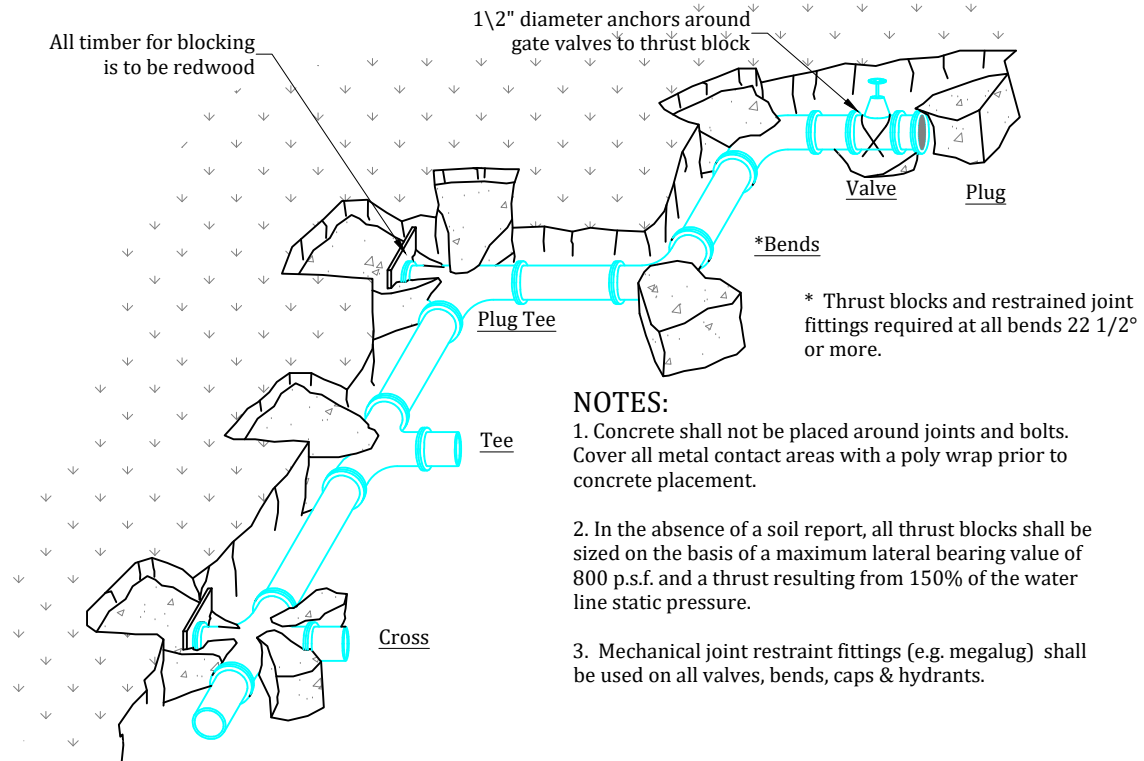 1\2" diameter anchors around
gate valves to thrust block
All timber for blocking
is to be redwood
Valve
Plug
*Bends
* Thrust blocks and restrained joint
fittings required at all bends 22 1/2°
or more.
Plug Tee
Tee
Cross
NOTES:
1. Concrete shall not be placed around joints and bolts.
Cover all metal contact areas with a poly wrap prior to
concrete placement.
2. In the absence of a soil report, all thrust blocks shall be
sized on the basis of a maximum lateral bearing value of
800 p.s.f. and a thrust resulting from 150% of the water
line static pressure.
3. Mechanical joint restraint fittings (e.g. megalug) shall
be used on all valves, bends, caps & hydrants.